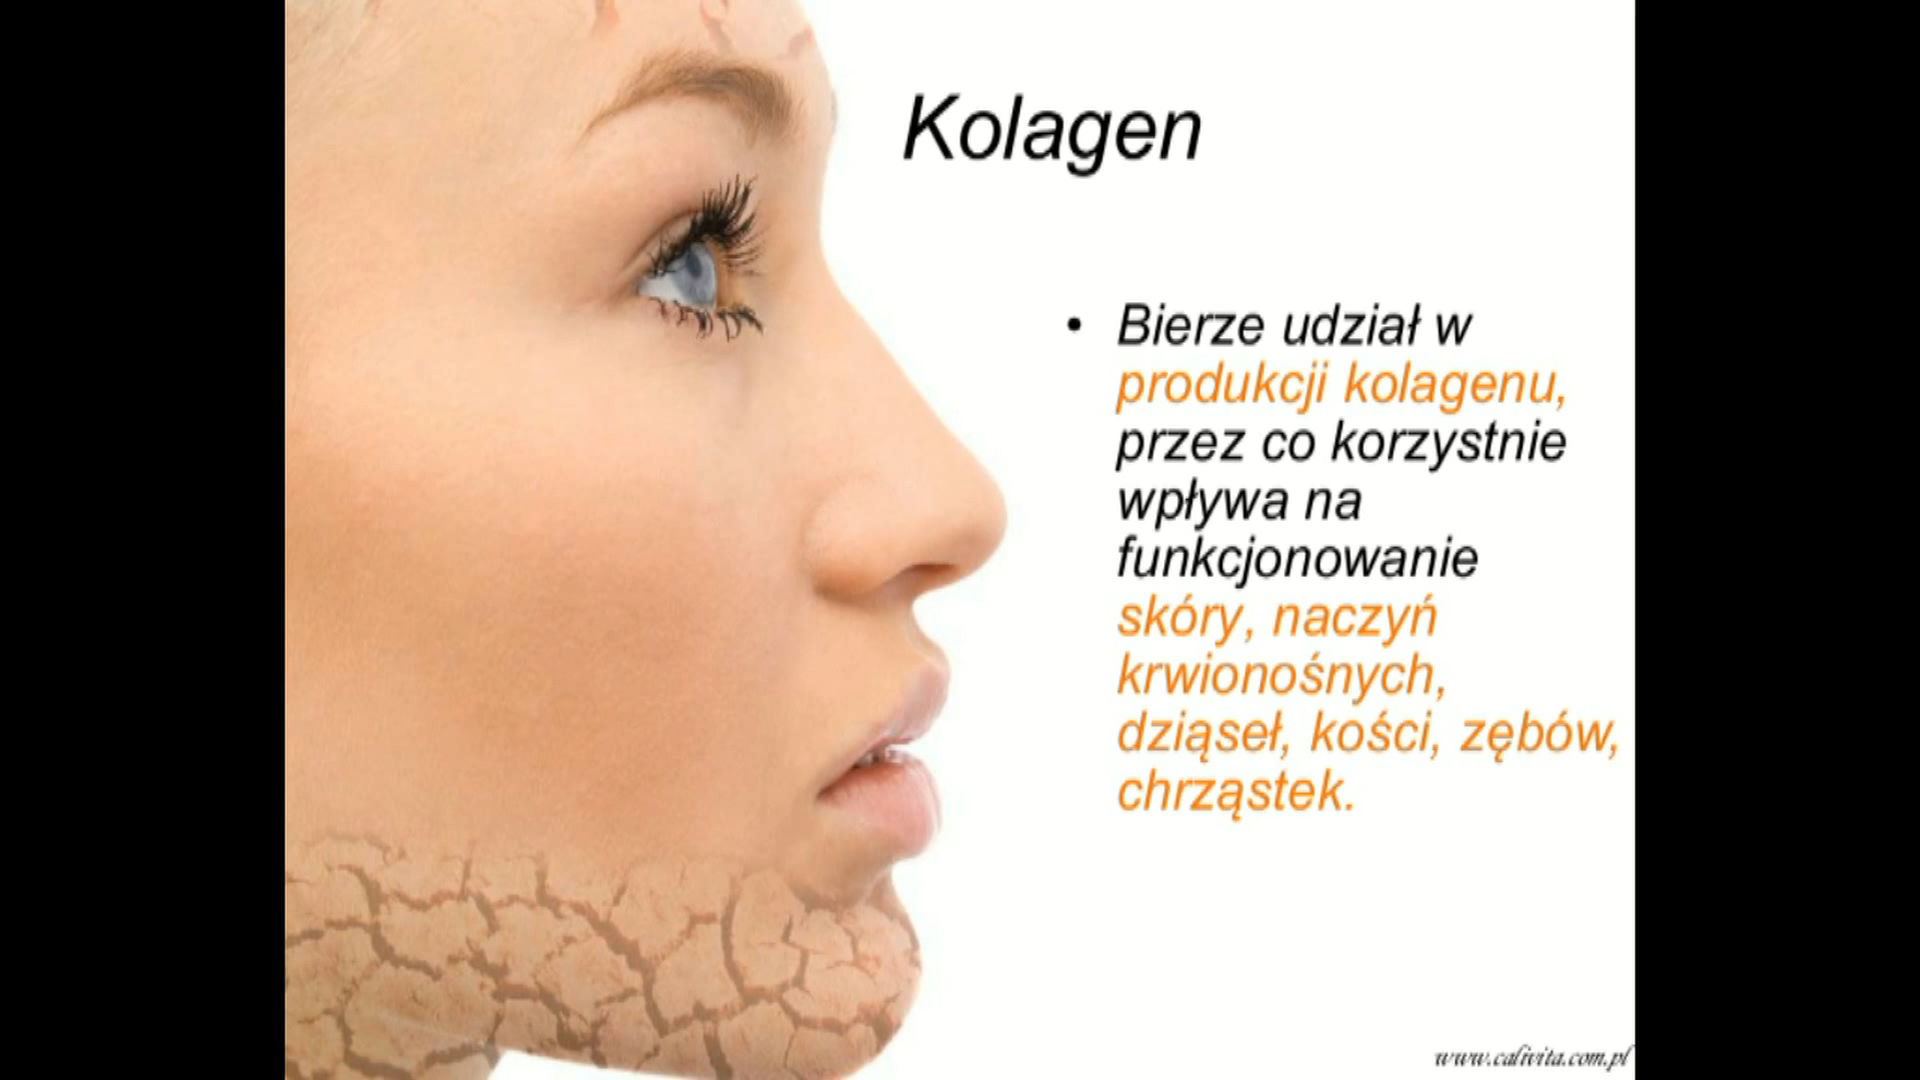 Kolagen
• Bierze udział w
produkcji kolagenu,
przez co korzystnie
wpływa na
funkcjonowanie
skóry, naczyń
krwionośnych,
dziąseł, kości, zębów,
chrząstek.
www.calivita.com.pl